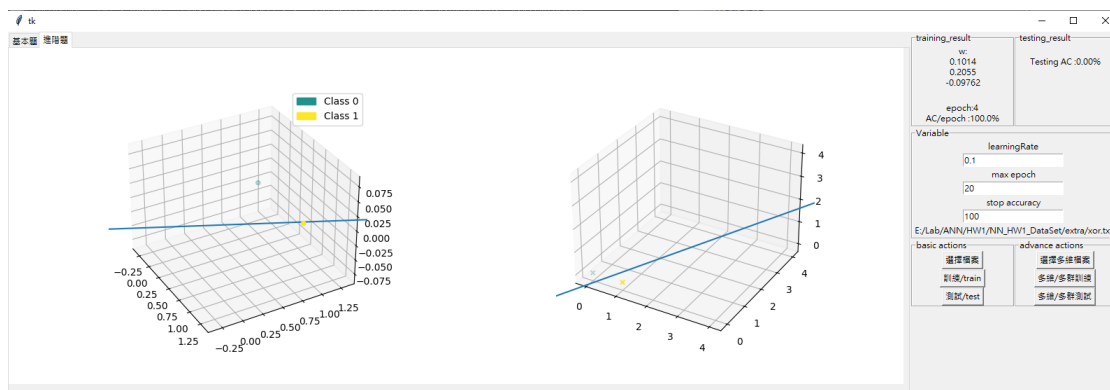 tk
基本題 進階題
Class 0
Class 1
0.075
0.050
0.025
0.000
−0.025
−0.050
−0.075
−0.25
0.00
0.25
0.50
0.75
1.00
1.25
−0.25
0.00
0.25
0.50
0.75
1.00
1.25
4
3
2
1
0
0
1
2
3
4
0
1
2
3
4
training_result
w:
0.1014
0.2055
-0.09762
epoch:4
AC/epoch :100.0%
testing_result
Testing AC :0.00%
Variable
learningRate
0.1
max epoch
20
stop accuracy
100
E:/Lab/ANN/HW1/NN_HW1_DataSet/extra/xor.txt
basic actions
選擇檔案
訓練/train
測試/test
advance actions
選擇多維檔案
多維/多群訓練
多維/多群測試